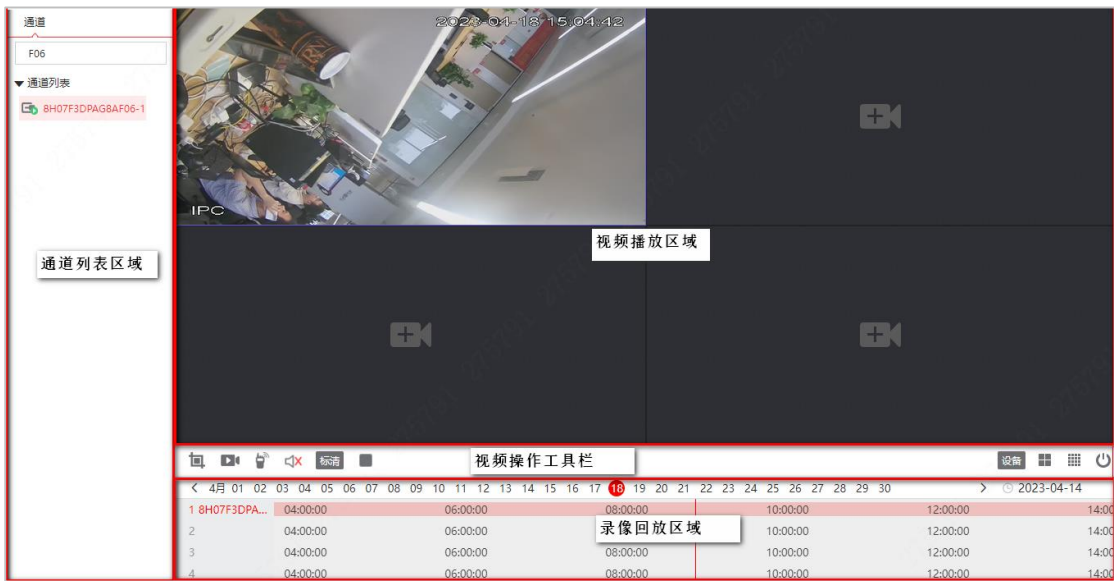 通道
F06
通道列表
8H07F3DPAG8AF06-1
通道列表区域
2023-04-18 15:04:42
IPC
视频播放区域
标清
视频操作工具栏
设备
4月 01 02 03 04 05 06 07 08 09 10 11 12 13 14 15 16 17 18 19 20 21 22 23 24 25 26 27 28 29 30
2023-04-14
1 8H07F3DPA... 04:00:00 06:00:00 08:00:00 10:00:00 12:00:00 14:00
录像回放区域
2 04:00:00 06:00:00 10:00:00 12:00:00 14:00
3 04:00:00 06:00:00 08:00:00 10:00:00 12:00:00 14:00
4 04:00:00 06:00:00 08:00:00 10:00:00 12:00:00 14:00